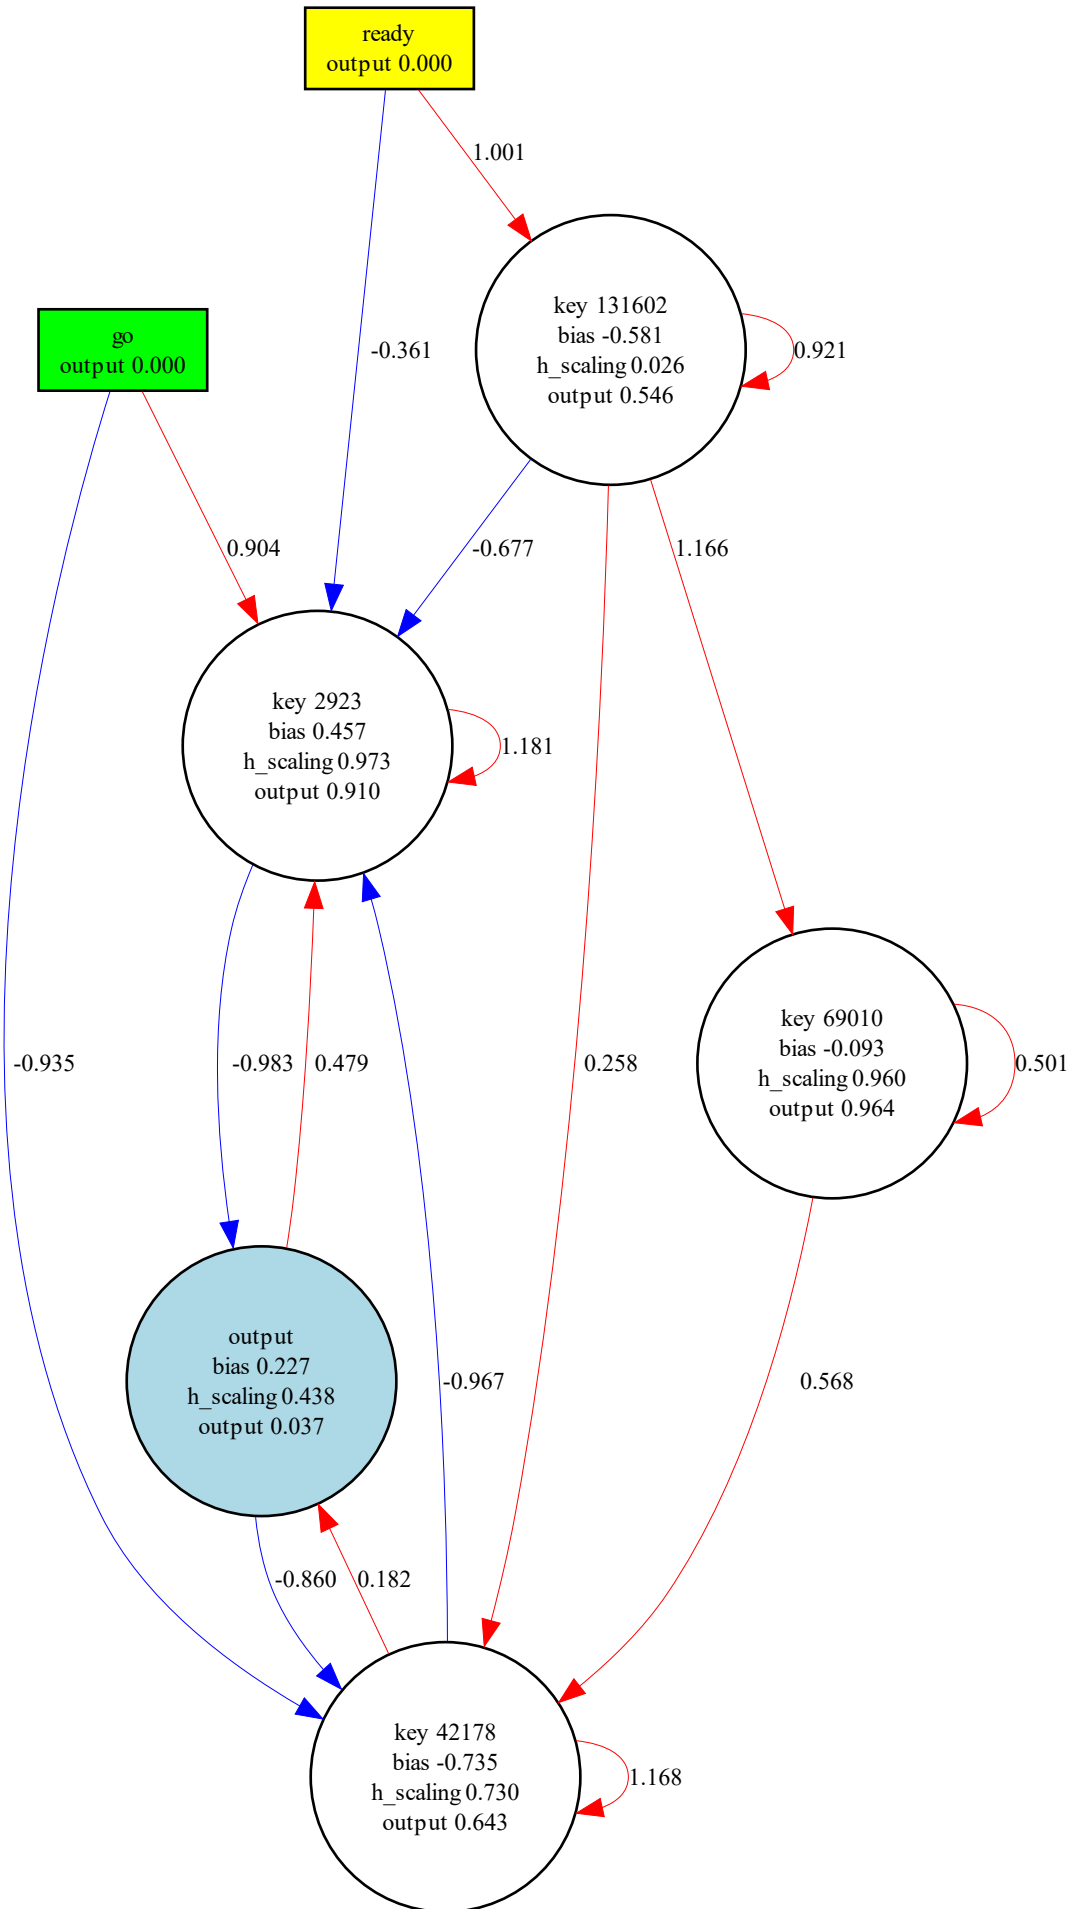 ready
output 0.000
1.001
key 131602
bias -0.581
h_scaling 0.026
output 0.546
0.921
go
output 0.000
-0.361
0.904
-0.677
1.166
key 2923
bias 0.457
h_scaling 0.973
output 0.910
1.181
key 69010
bias -0.093
h_scaling 0.960
output 0.964
0.501
-0.935
-0.983
0.479
0.258
output
bias 0.227
h_scaling 0.438
output 0.037
-0.967
0.568
-0.860
0.182
key 42178
bias -0.735
h_scaling 0.730
output 0.643
1.168